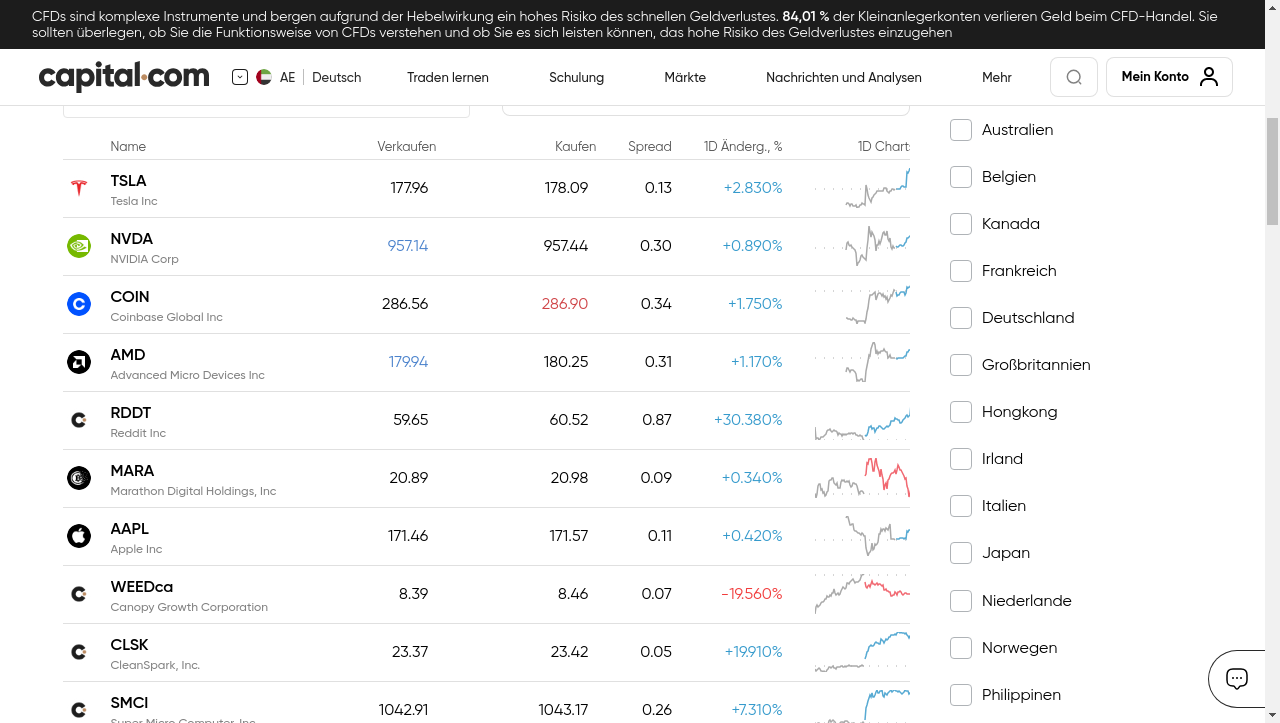 CFDs sind komplexe Instrumente und bergen aufgrund der Hebelwirkung ein hohes Risiko des schnellen Geldverlustes. 84,01 % der Kleinanlegerkonten verlieren Geld beim CFD-Handel. Sie
sollten überlegen, ob Sie die Funktionsweise von CFDs verstehen und ob Sie es sich leisten können, das hohe Risiko des Geldverlustes einzugehen
capital.com AE Deutsch Traden lernen Schulung Märkte Nachrichten und Analysen Mehr Mein Konto
Name Verkaufen Kaufen Spread 1D Änderg., % 1D Chart
TSLA 177.96 178.09 0.13 +2.830%
Tesla Inc
NVDA 957.14 957.44 0.30 +0.890%
NVIDIA Corp
COIN 286.56 286.90 0.34 +1.750%
Coinbase Global Inc
AMD 179.94 180.25 0.31 +1.170%
Advanced Micro Devices Inc
RDDT 59.65 60.52 0.87 +30.380%
Reddit Inc
MARA 20.89 20.98 0.09 +0.340%
Marathon Digital Holdings, Inc
AAPL 171.46 171.57 0.11 +0.420%
Apple Inc
WEEDca 8.39 8.46 0.07 -19.560%
Canopy Growth Corporation
CLSK 23.37 23.42 0.05 +19.910%
CleanSpark, Inc.
SMCI 1042.91 1043.17 0.26 +7.310%
Super Micro Computer, Inc
Australien
Belgien
Kanada
Frankreich
Deutschland
Großbritannien
Hongkong
Irland
Italien
Japan
Niederlande
Norwegen
Philippinen